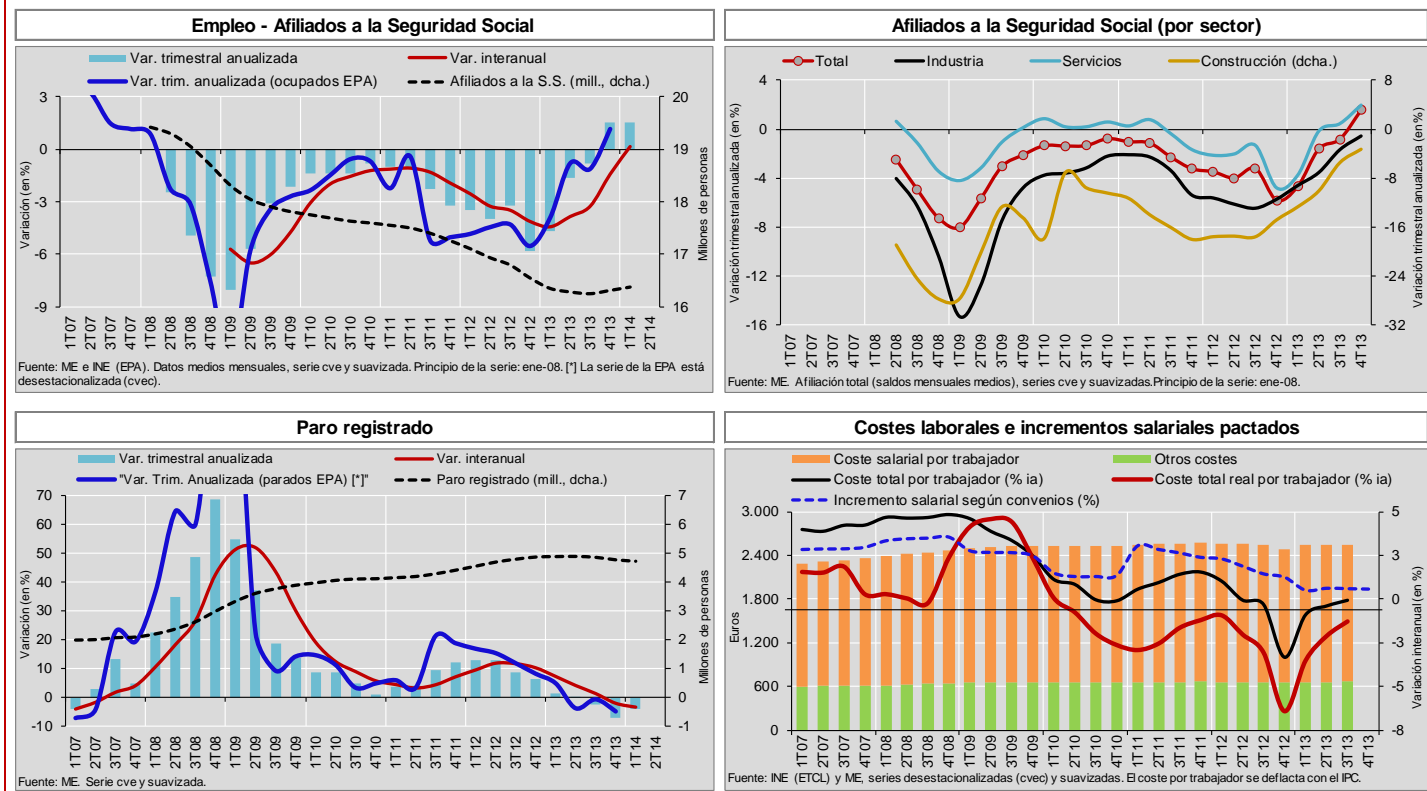 Empleo - Afiliados a la Seguridad Social
Var. trimestral anualizada
Var. interanual
Var. trim. anualizada (ocupados EPA)
Afiliados a la S.S. (mill., dcha.)
Variación (en %)
3
0
-3
-6
-9
20
19
18
17
16
Millones de personas
1T07
2T07
3T07
4T07
1T08
2T08
3T08
4T08
1T09
2T09
3T09
4T09
1T10
2T10
3T10
4T10
1T11
2T11
3T11
4T11
1T12
2T12
3T12
4T12
1T13
2T13
3T13
4T13
1T14
2T14
Fuente: ME e INE (EPA). Datos medios mensuales, serie cve y suavizada. Principio de la serie: ene-08. [*] La serie de la EPA está
desestacionalizada (cvec).
Afiliados a la Seguridad Social (por sector)
Total
Industria
Servicios
Construcción (dcha.)
Variación trimestral anualizada (en %)
4
0
-4
-8
-12
-16
8
0
-8
-16
-24
-32
Variación trimestral anualizada (en %)
1T07
2T07
3T07
4T07
1T08
2T08
3T08
4T08
1T09
2T09
3T09
4T09
1T10
2T10
3T10
4T10
1T11
2T11
3T11
4T11
1T12
2T12
3T12
4T12
1T13
2T13
3T13
4T13
Fuente: ME. Afiliación total (saldos mensuales medios), series cve y suavizadas.Principio de la serie: ene-08.
Paro registrado
Var. trimestral anualizada
Var. interanual
"Var. Trim. Anualizada (parados EPA) [*]"
Paro registrado (mill., dcha.)
Variación (en %)
70
60
50
40
30
20
10
0
-10
7
6
5
4
3
2
1
0
-1
Millones de personas
1T07
2T07
3T07
4T07
1T08
2T08
3T08
4T08
1T09
2T09
3T09
4T09
1T10
2T10
3T10
4T10
1T11
2T11
3T11
4T11
1T12
2T12
3T12
4T12
1T13
2T13
3T13
4T13
1T14
2T14
Fuente: ME. Serie cve y suavizada.
Costes laborales e incrementos salariales pactados
Coste salarial por trabajador
Otros costes
Coste total por trabajador (% ia)
Coste total real por trabajador (% ia)
Incremento salarial según convenios (%)
Euros
3.000
2.400
1.800
1.200
600
0
5
3
0
-3
-5
-8
Variación interanual (en %)
1T07
2T07
3T07
4T07
1T08
2T08
3T08
4T08
1T09
2T09
3T09
4T09
1T10
2T10
3T10
4T10
1T11
2T11
3T11
4T11
1T12
2T12
3T12
4T12
1T13
2T13
3T13
4T13
Fuente: INE (ETCL) y ME, series desestacionalizadas (cvec) y suavizadas. El coste por trabajador se deflacta con el IPC.